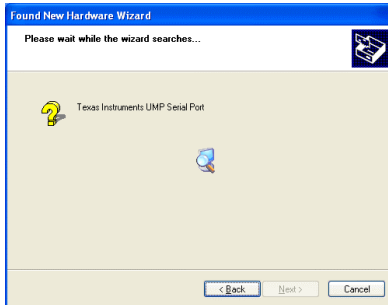 Found New Hardware Wizard
Please wait while the wizard searches...
Texas Instruments UMP Serial Port
< Back
Next >
Cancel